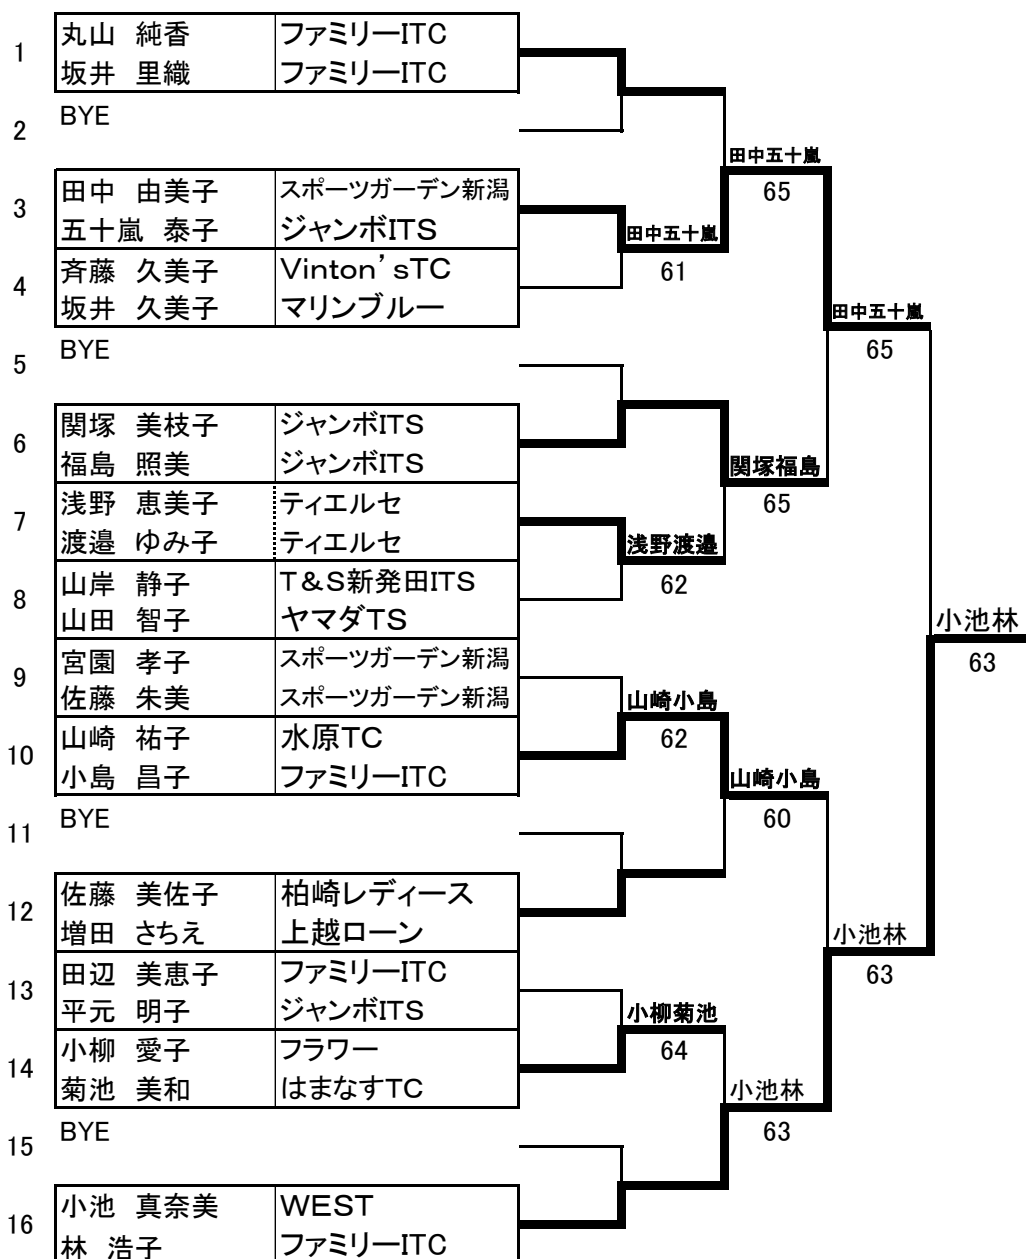 1
丸山 純香 ファミリーITC
坂井 里織 ファミリーITC
2 BYE
田中五十嵐
65
3
田中 由美子 スポーツガーデン新潟
五十嵐 泰子 ジャンボITS
田中五十嵐
61
4
斉藤 久美子 Vinton'sTC
坂井 久美子 マリンブルー
田中五十嵐
65
5 BYE
6
関塚 美枝子 ジャンボITS
福島 照美 ジャンボITS
関塚福島
65
7
浅野 恵美子 ティエルセ
渡邉 ゆみ子 ティエルセ
浅野渡邉
62
8
山岸 静子 T&S新発田ITS
山田 智子 ヤマダTS
小池林
63
9
宮園 孝子 スポーツガーデン新潟
佐藤 朱美 スポーツガーデン新潟
山崎小島
62
10
山崎 祐子 水原TC
小島 昌子 ファミリーITC
山崎小島
60
11 BYE
12
佐藤 美佐子 柏崎レディース
増田 さちえ 上越ローン
小池林
63
13
田辺 美恵子 ファミリーITC
平元 明子 ジャンボITS
小柳菊池
64
14
小柳 愛子 フラワー
菊池 美和 はまなすTC
小池林
63
15 BYE
16
小池 真奈美 WEST
林 浩子 ファミリーITC